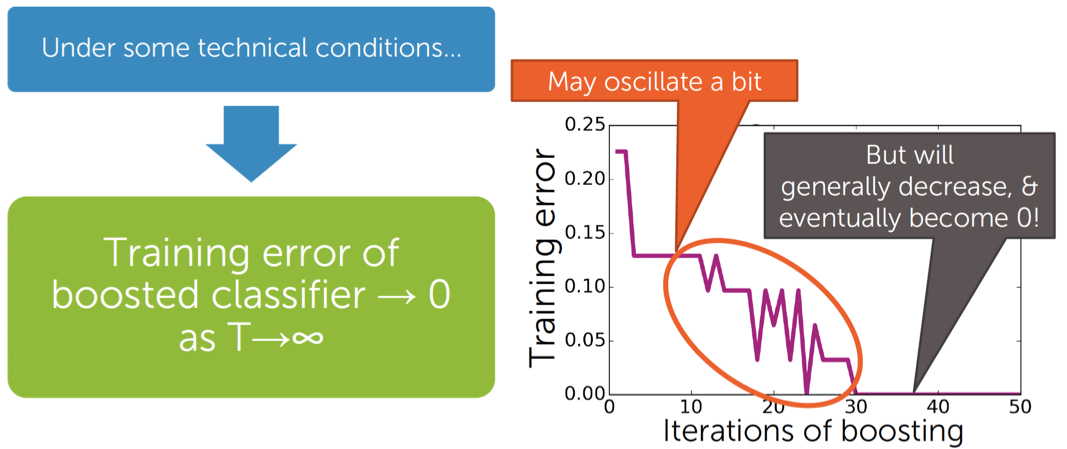 Under some technical conditions...
Training error of
boosted classifier → 0
as T→∞
May oscillate a bit
But will
generally decrease, &
eventually become 0!
Training error
0.25
0.20
0.15
0.10
0.05
0.00
0 10 20 30 40 50
Iterations of boosting